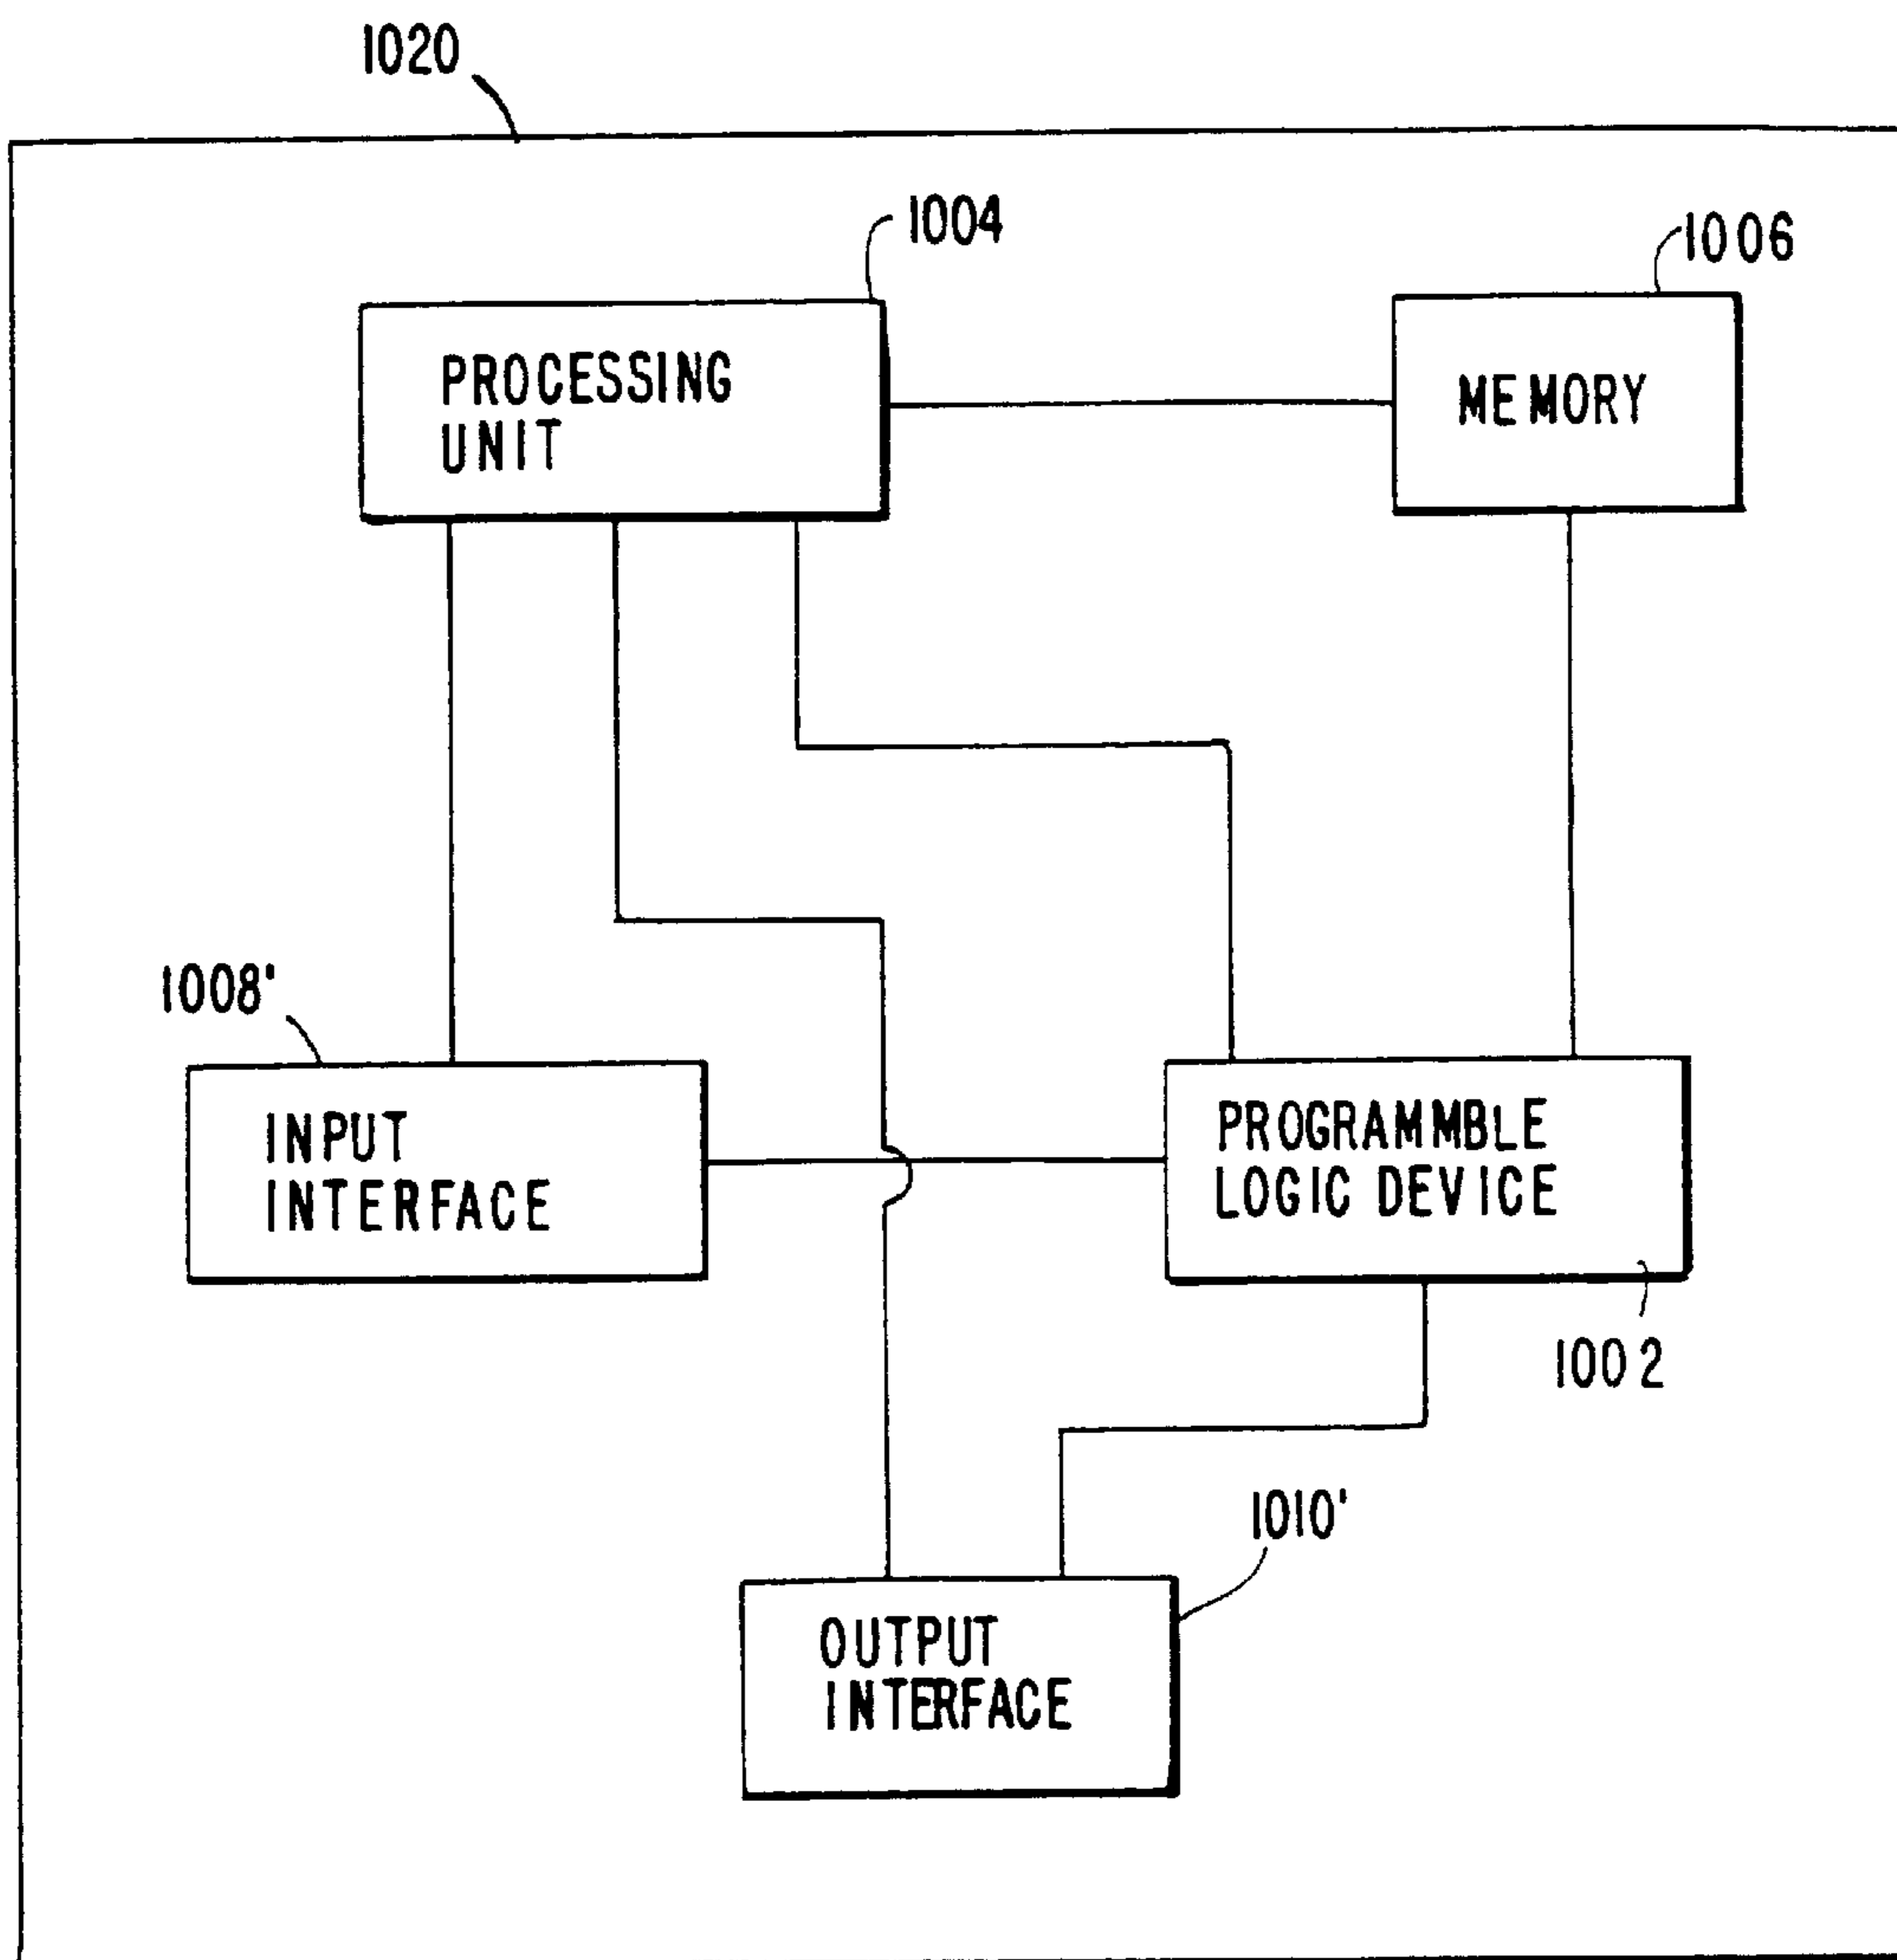 1020
1004
1006
PROCESSING
UNIT
MEMORY
1008'
INPUT
INTERFACE
PROGRAMMBLE
LOGIC DEVICE
1002
1010'
OUTPUT
INTERFACE